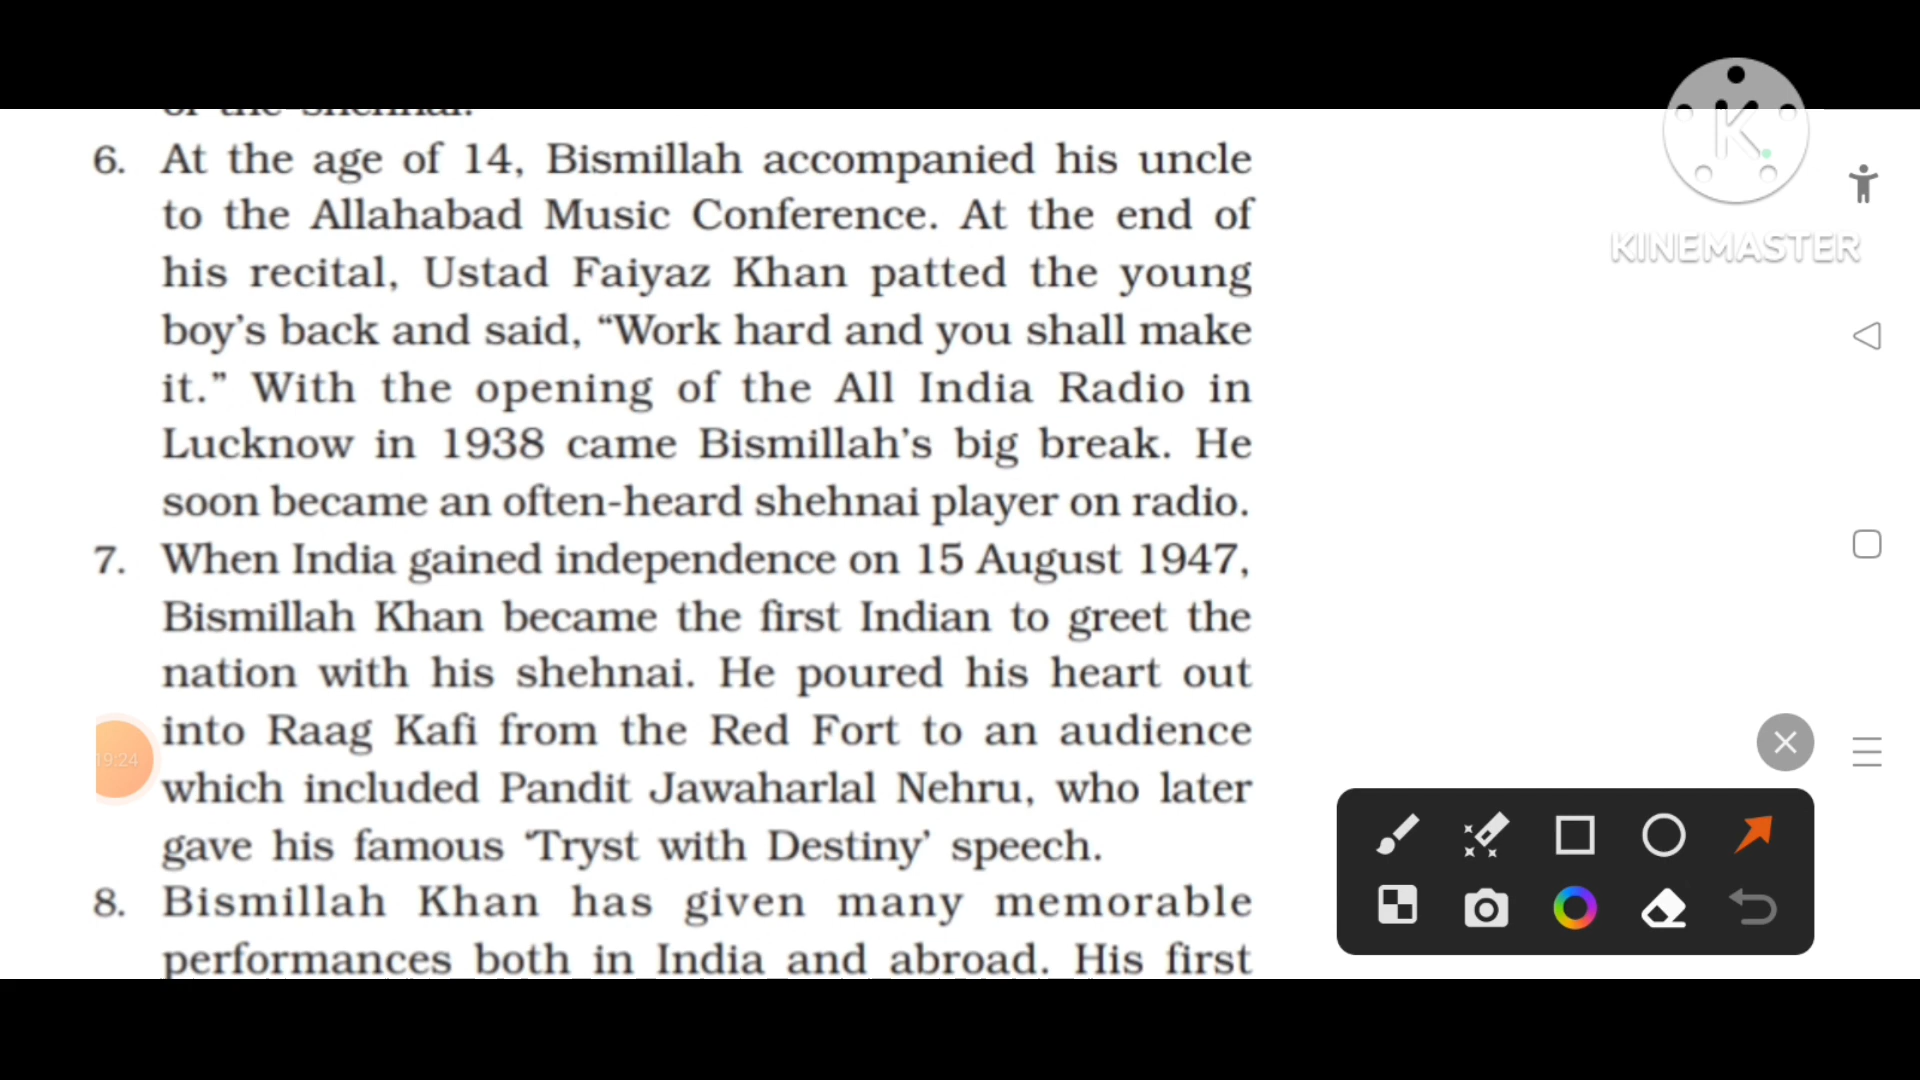 of the shehnai.
6. At the age of 14, Bismillah accompanied his uncle
to the Allahabad Music Conference. At the end of
his recital, Ustad Faiyaz Khan patted the young
boy’s back and said, “Work hard and you shall make
it.” With the opening of the All India Radio in
Lucknow in 1938 came Bismillah’s big break. He
soon became an often-heard shehnai player on radio.
7. When India gained independence on 15 August 1947,
Bismillah Khan became the first Indian to greet the
nation with his shehnai. He poured his heart out
into Raag Kafi from the Red Fort to an audience
which included Pandit Jawaharlal Nehru, who later
gave his famous ‘Tryst with Destiny’ speech.
8. Bismillah Khan has given many memorable
performances both in India and abroad. His first
19:24
K
KINEMASTER